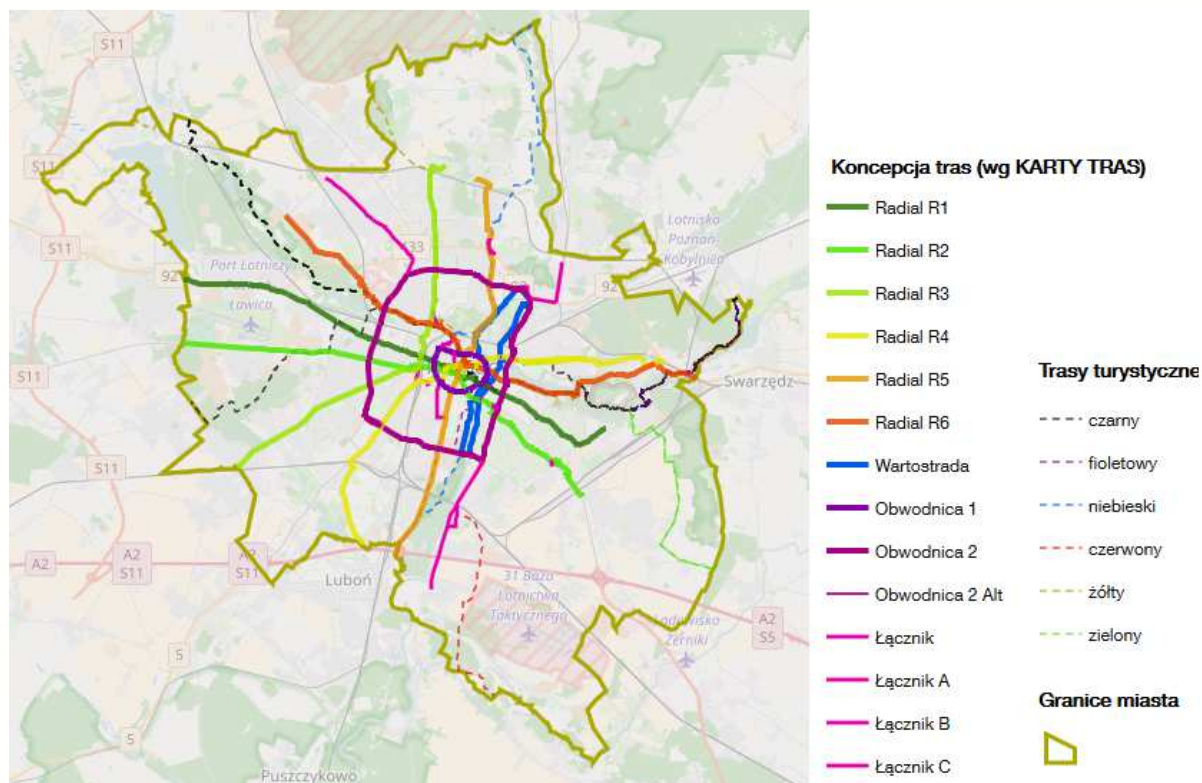 S11
S11
S11
92
Port Lotniczy
Ławica
Lotnisko
Poznań-
Kobylnica
92
S11
Swarzędz
S11
A2
A2
S11
A2
S11
Luboń
31 Baza
Lotnictwa
Taktycznego
Lądowisko
Żerniki
A2
S5
5
5
Puszczykowo
Koncepcja tras (wg KARTY TRAS)
Radial R1
Radial R2
Radial R3
Radial R4
Radial R5
Radial R6
Wartostrada
Obwodnica 1
Obwodnica 2
Obwodnica 2 Alt
Łącznik
Łącznik A
Łącznik B
Łącznik C
Trasy turystyczne
czarny
fioletowy
niebieski
czerwony
żółty
zielony
Granice miasta